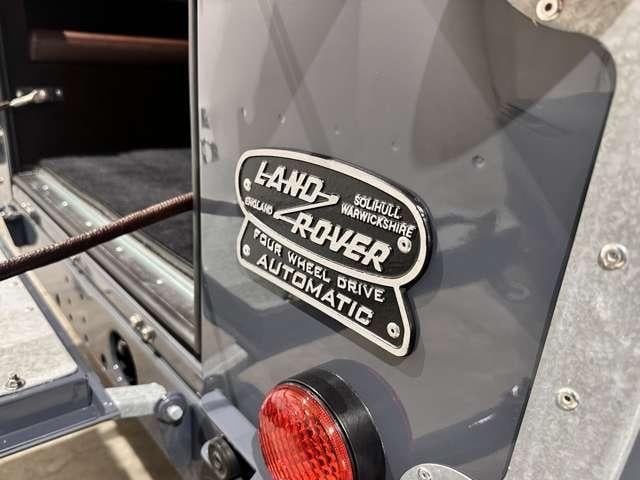 LAND ROVER
SOLIHULL
WARWICKSHIRE
ENGLAND
FOUR WHEEL DRIVE
AUTOMATIC